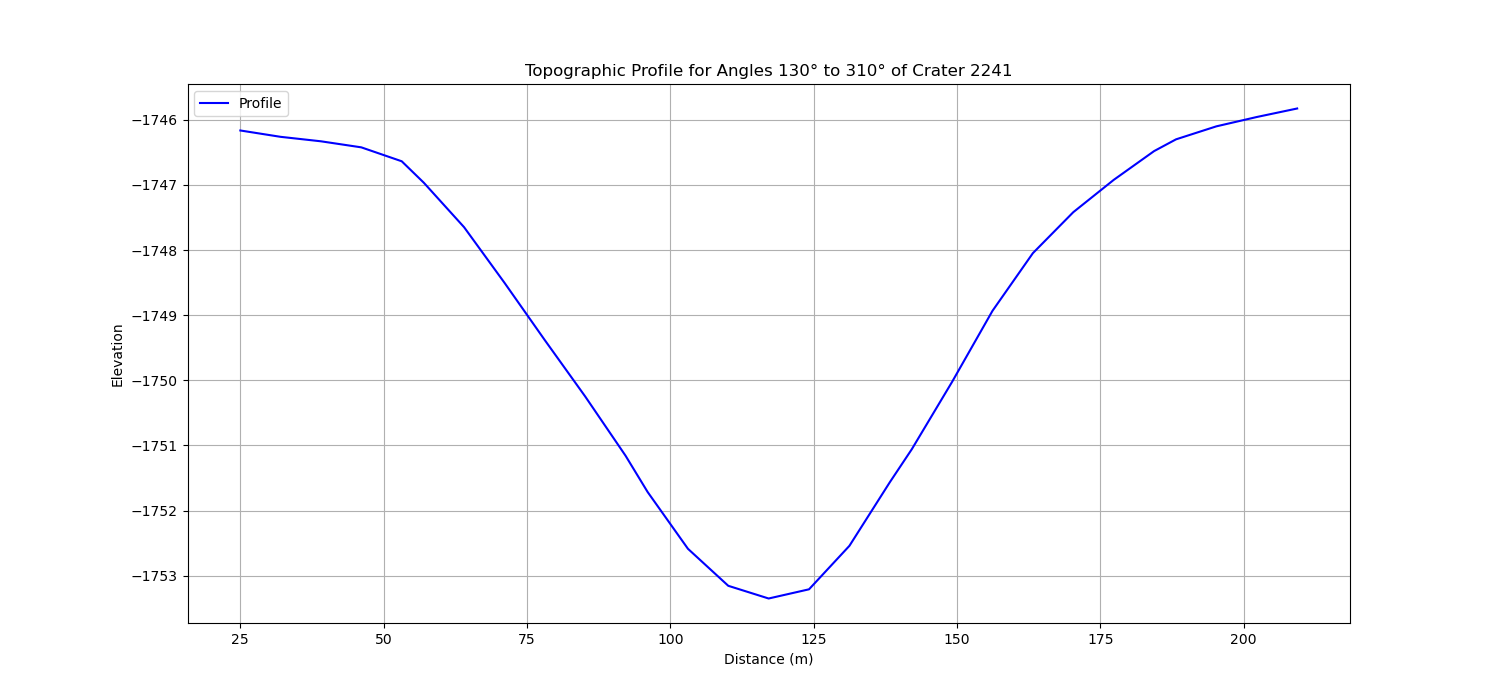 Topographic Profile for Angles 130° to 310° of Crater 2241
Profile
−1746
−1747
−1748
−1749
−1750
−1751
−1752
−1753
Elevation
25 50 75 100 125 150 175 200
Distance (m)